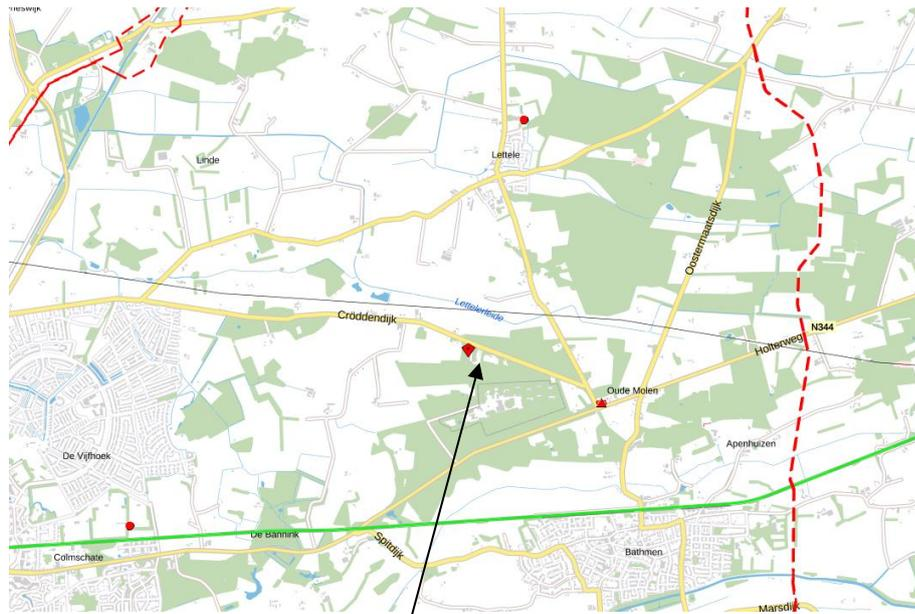 Lettele
Linde
Oostermaatsdijk
Lettelerleide
Cröddendijk
N344
Holterweg
Oude Molen
Apenhuizen
De Vijfhoek
De Bannink
Spitdijk
Colmschate
Bathmen
Marsdijk